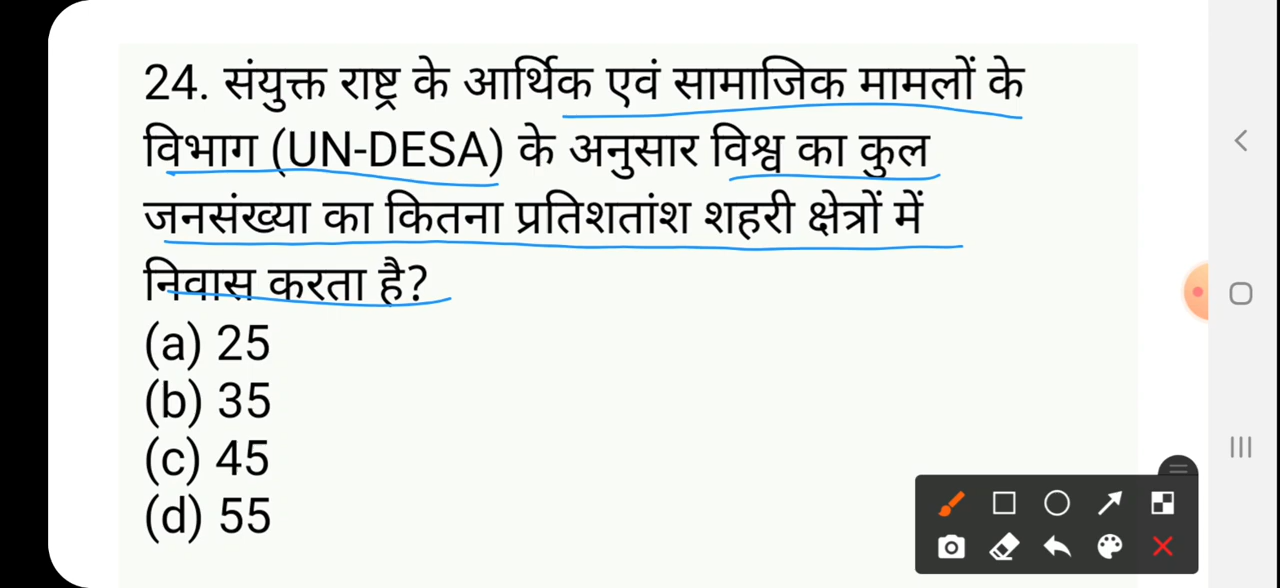 24. संयुक्त राष्ट्र के आर्थिक एवं सामाजिक मामलों के
विभाग (UN-DESA) के अनुसार विश्व का कुल
जनसंख्या का कितना प्रतिशतांश शहरी क्षेत्रों में
निवास करता है?
(a) 25
(b) 35
(c) 45
(d) 55